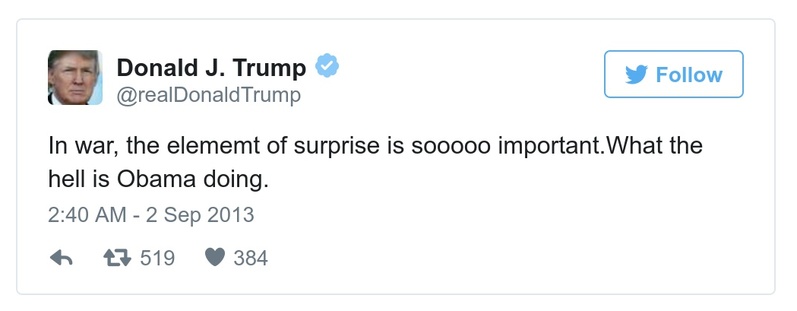 Donald J. Trump
@realDonaldTrump
Follow
In war, the elememt of surprise is sooooo important.What the
hell is Obama doing.
2:40 AM - 2 Sep 2013
519 384